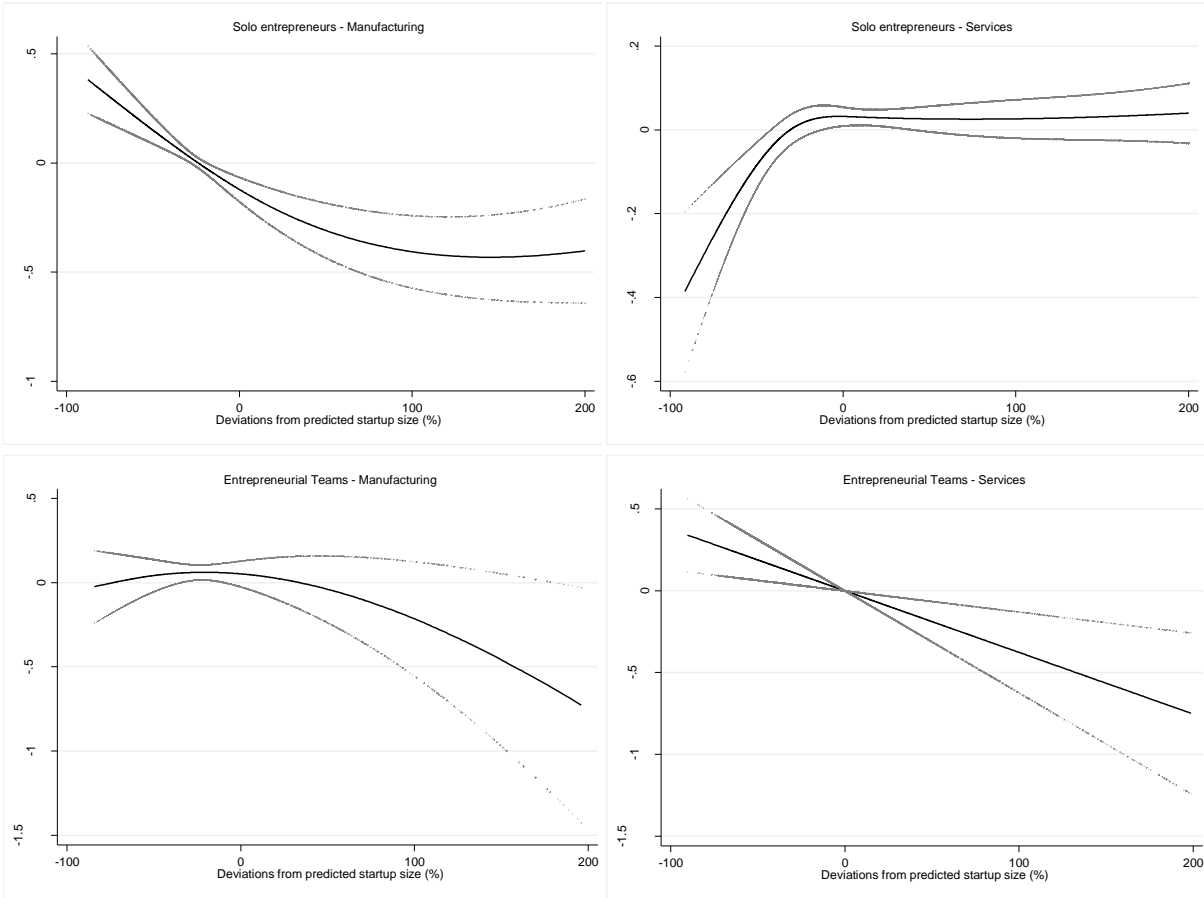 Solo entrepreneurs - Manufacturing
.5
0
-.5
-1
-100 0 100 200
Deviations from predicted startup size (%)
Solo entrepreneurs - Services
.2
0
-.2
-.4
-.6
-100 0 100 200
Deviations from predicted startup size (%)
Entrepreneurial Teams - Manufacturing
.5
0
-.5
-1
-1.5
-100 0 100 200
Deviations from predicted startup size (%)
Entrepreneurial Teams - Services
.5
0
-.5
-1
-1.5
-100 0 100 200
Deviations from predicted startup size (%)